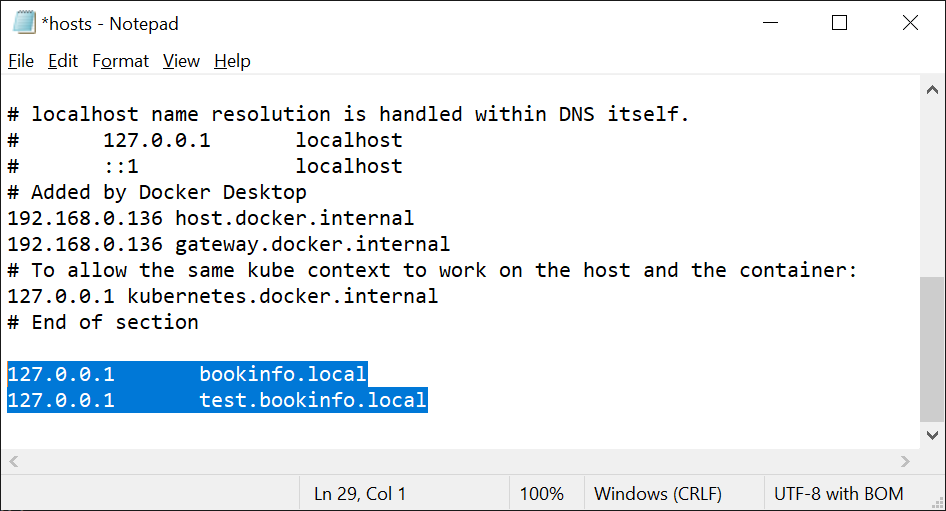 *hosts - Notepad
File Edit Format View Help
# localhost name resolution is handled within DNS itself.
#       127.0.0.1       localhost
#       ::1             localhost
# Added by Docker Desktop
192.168.0.136 host.docker.internal
192.168.0.136 gateway.docker.internal
# To allow the same kube context to work on the host and the container:
127.0.0.1 kubernetes.docker.internal
# End of section
127.0.0.1       bookinfo.local
127.0.0.1       test.bookinfo.local
Ln 29, Col 1 100% Windows (CRLF) UTF-8 with BOM